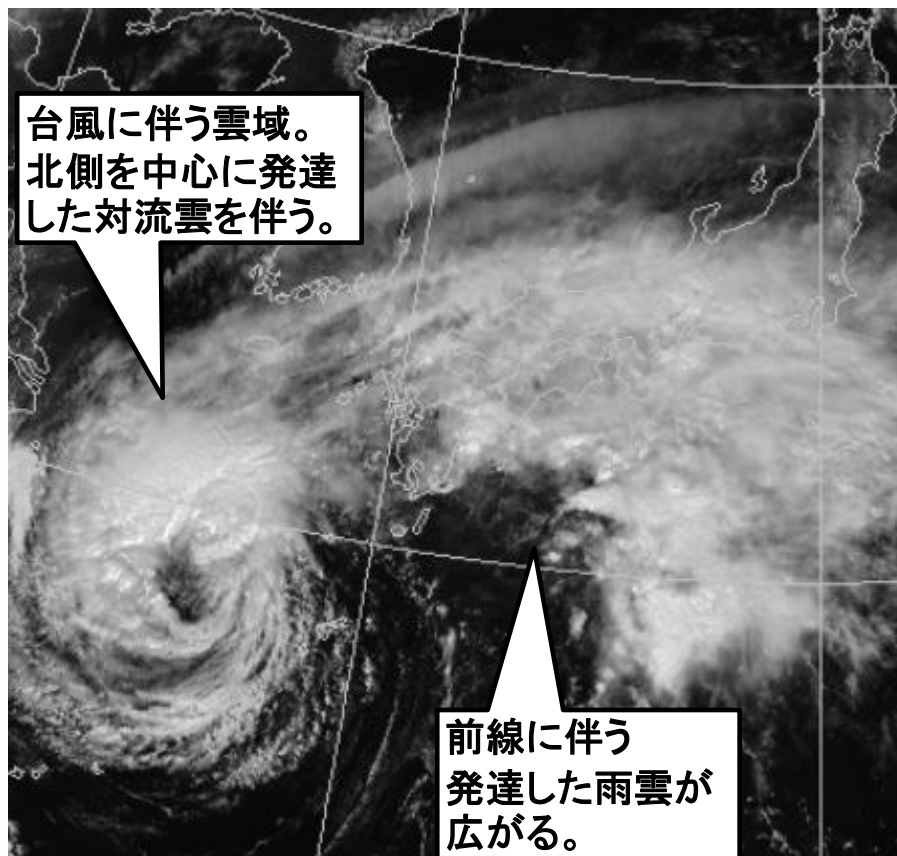 台風に伴う雲域。
北側を中心に発達
した対流雲を伴う。
前線に伴う
発達した雨雲が
広がる。